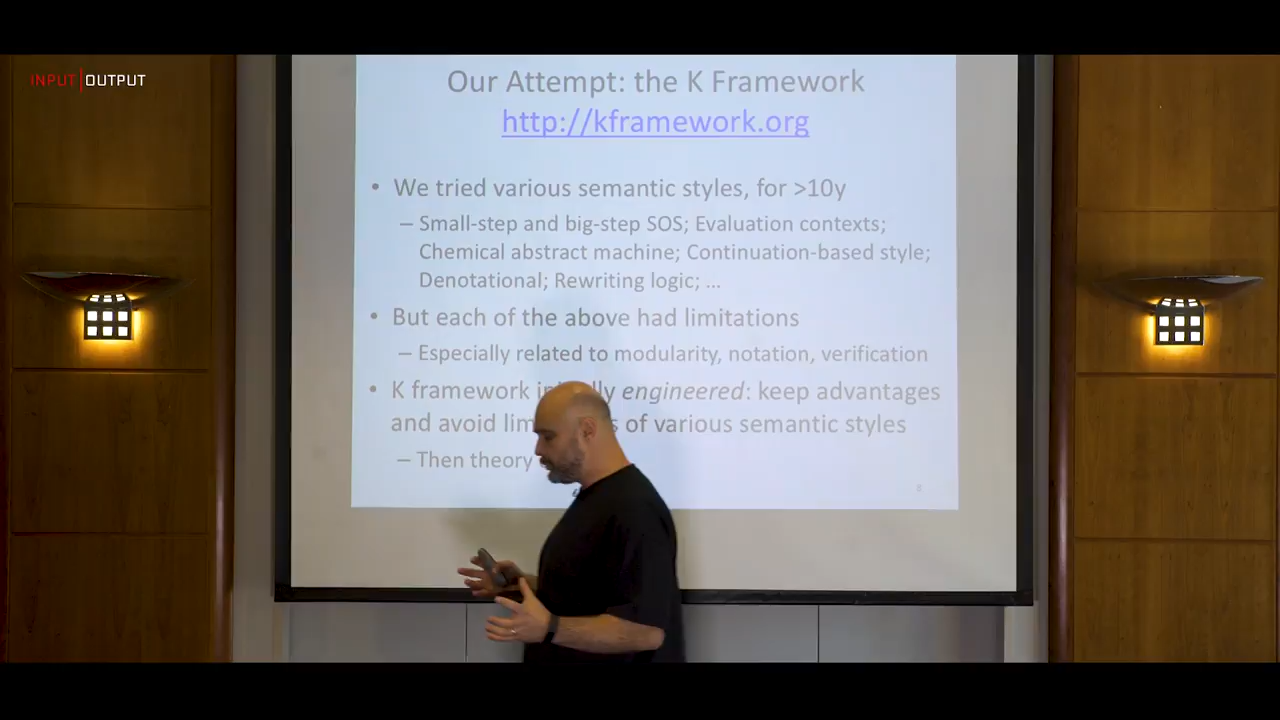 INPUT|OUTPUT
Our Attempt: the K Framework
http://kframework.org
• We tried various semantic styles, for >10y
– Small-step and big-step SOS; Evaluation contexts;
Chemical abstract machine; Continuation-based style;
Denotational; Rewriting logic; ...
• But each of the above had limitations
– Especially related to modularity, notation, verification
• K framework engineered: keep advantages
and avoid of various semantic styles
– Then theory